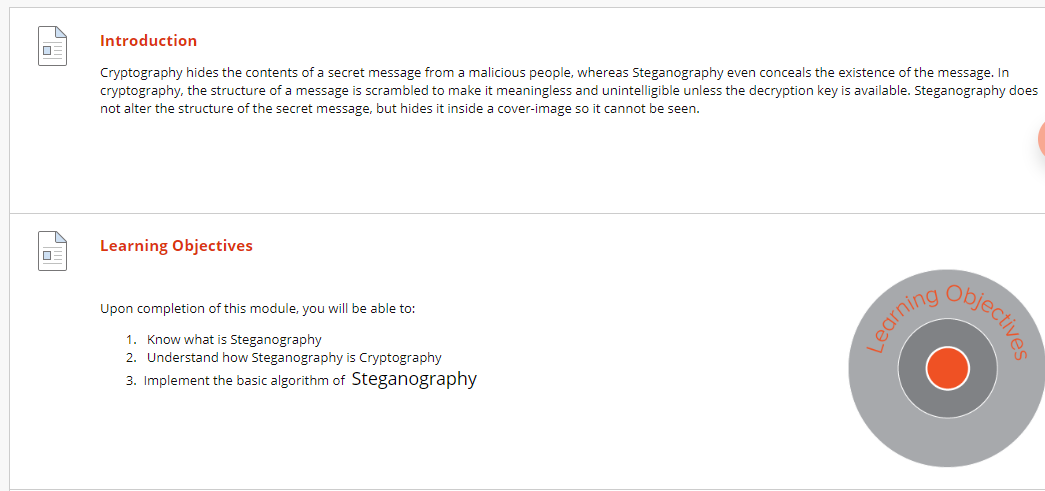 Introduction
Cryptography hides the contents of a secret message from a malicious people, whereas Steganography even conceals the existence of the message. In
cryptography, the structure of a message is scrambled to make it meaningless and unintelligible unless the decryption key is available. Steganography does
not alter the structure of the secret message, but hides it inside a cover-image so it cannot be seen.
Learning Objectives
Upon completion of this module, you will be able to:
1. Know what is Steganography
2. Understand how Steganography is Cryptography
3. Implement the basic algorithm of Steganography
Learning Objectives